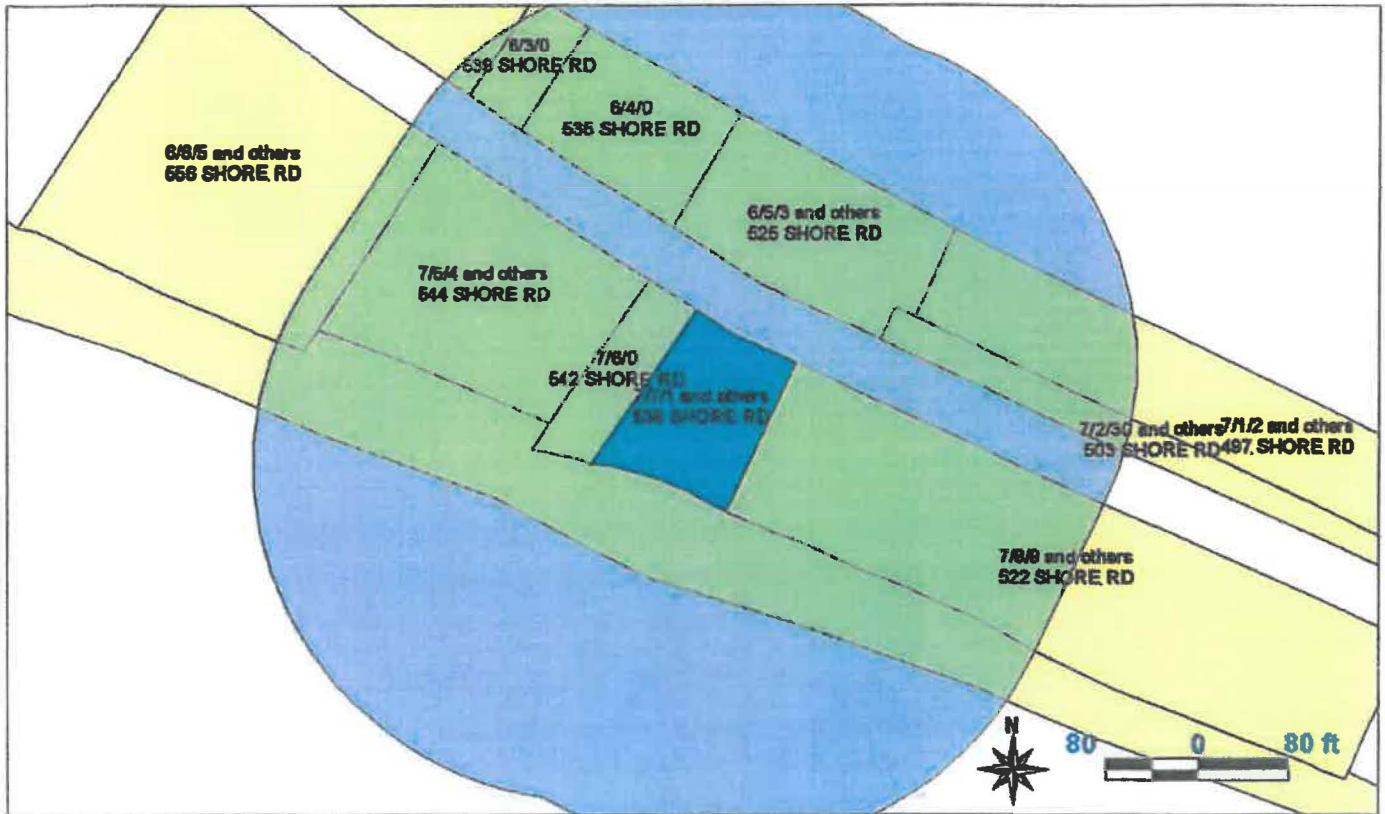 6/3/0
539 SHORE RD
6/4/0
535 SHORE RD
6/6/5 and others
556 SHORE RD
6/5/3 and others
525 SHORE RD
7/5/4 and others
544 SHORE RD
7/6/0
542 SHORE RD
7/7/1 and others
536 SHORE RD
7/2/30 and others
503 SHORE RD
7/1/2 and others
497 SHORE RD
and others
522 SHORE RD
N
80 0 80 ft